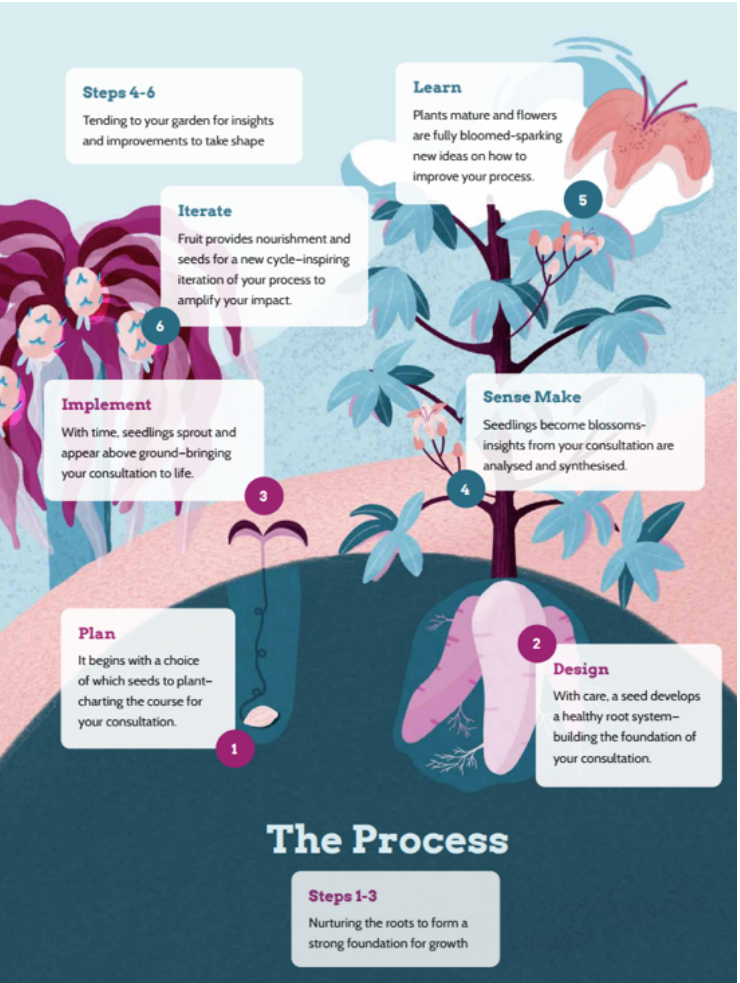 Steps 4-6
Tending to your garden for insights
and improvements to take shape
Learn
Plants mature and flowers
are fully bloomed-sparking
new ideas on how to
improve your process.
5
Iterate
Fruit provides nourishment and
seeds for a new cycle–inspiring
iteration of your process to
amplify your impact.
6
Implement
With time, seedlings sprout and
appear above ground–bringing
your consultation to life.
3
Sense Make
Seedlings become blossoms-
insights from your consultation are
analysed and synthesised.
4
Plan
It begins with a choice
of which seeds to plant–
charting the course for
your consultation.
1
2
Design
With care, a seed develops
a healthy root system–
building the foundation of
your consultation.
The Process
Steps 1-3
Nurturing the roots to form a
strong foundation for growth